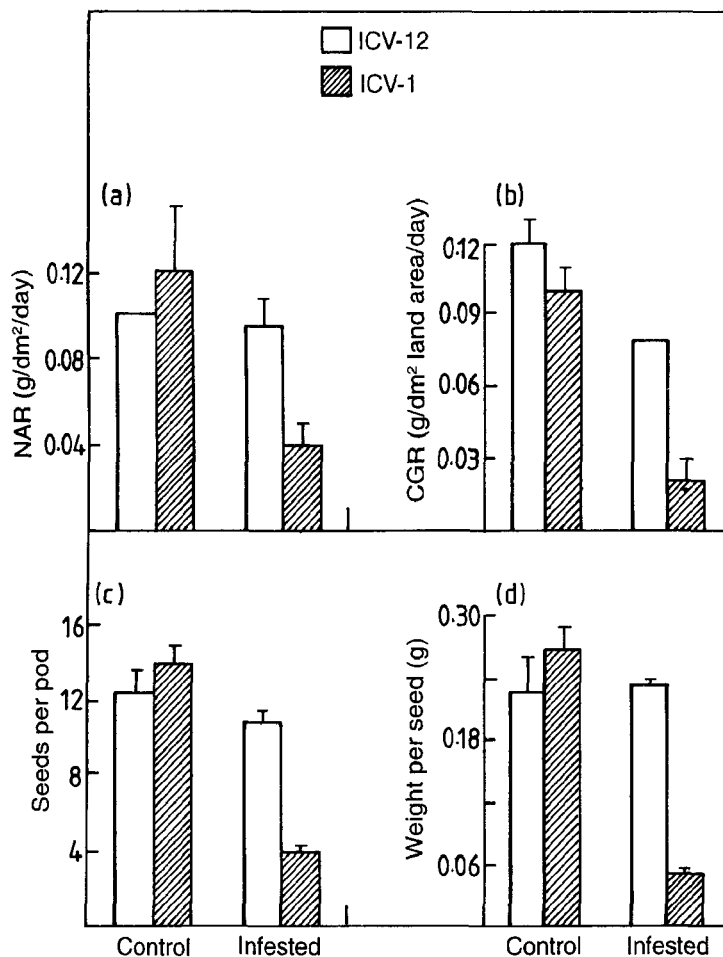 ICV-12
ICV-1
(a)
NAR (g/dm²/day)
0.12
0.08
0.04
(b)
CGR (g/dm² land area/day)
0.12
0.09
0.06
0.03
(c)
Seeds per pod
16
12
8
4
Control Infested
(d)
Weight per seed (g)
0.30
0.18
0.06
Control Infested